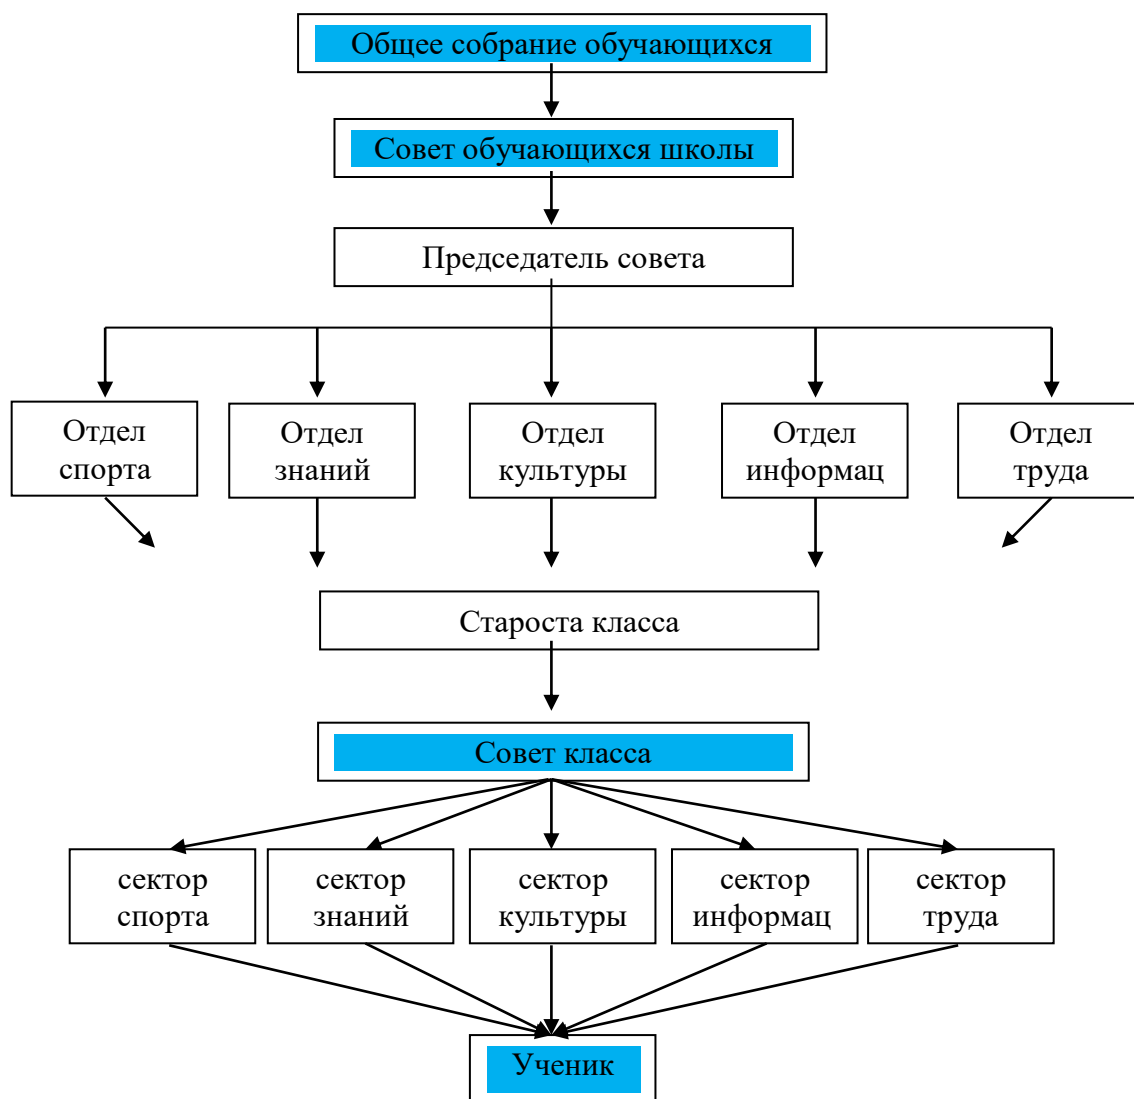 Общее собрание обучающихся
Совет обучающихся школы
Председатель совета
Отдел
спорта
Отдел
знаний
Отдел
культуры
Отдел
информац
Отдел
труда
Староста класса
Совет класса
сектор
спорта
сектор
знаний
сектор
культуры
сектор
информац
сектор
труда
Ученик